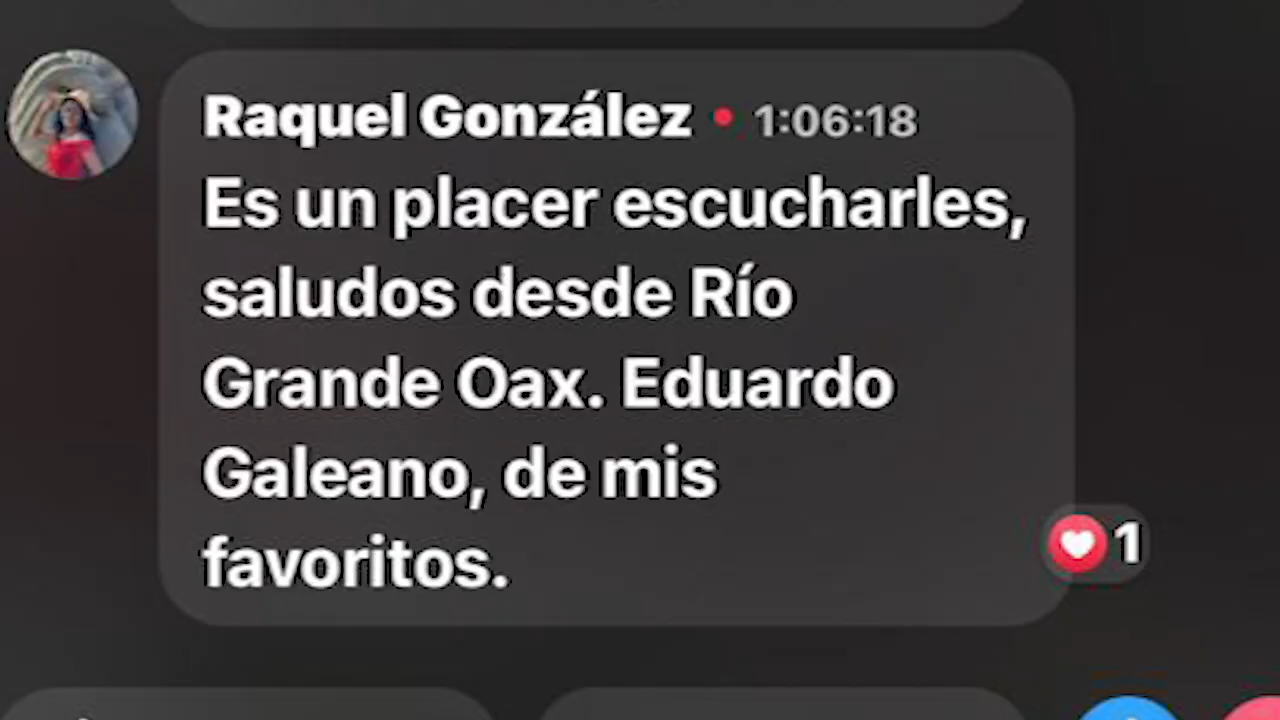 Raquel González • 1:06:18
Es un placer escucharles,
saludos desde Río
Grande Oax. Eduardo
Galeano, de mis
favoritos.
1